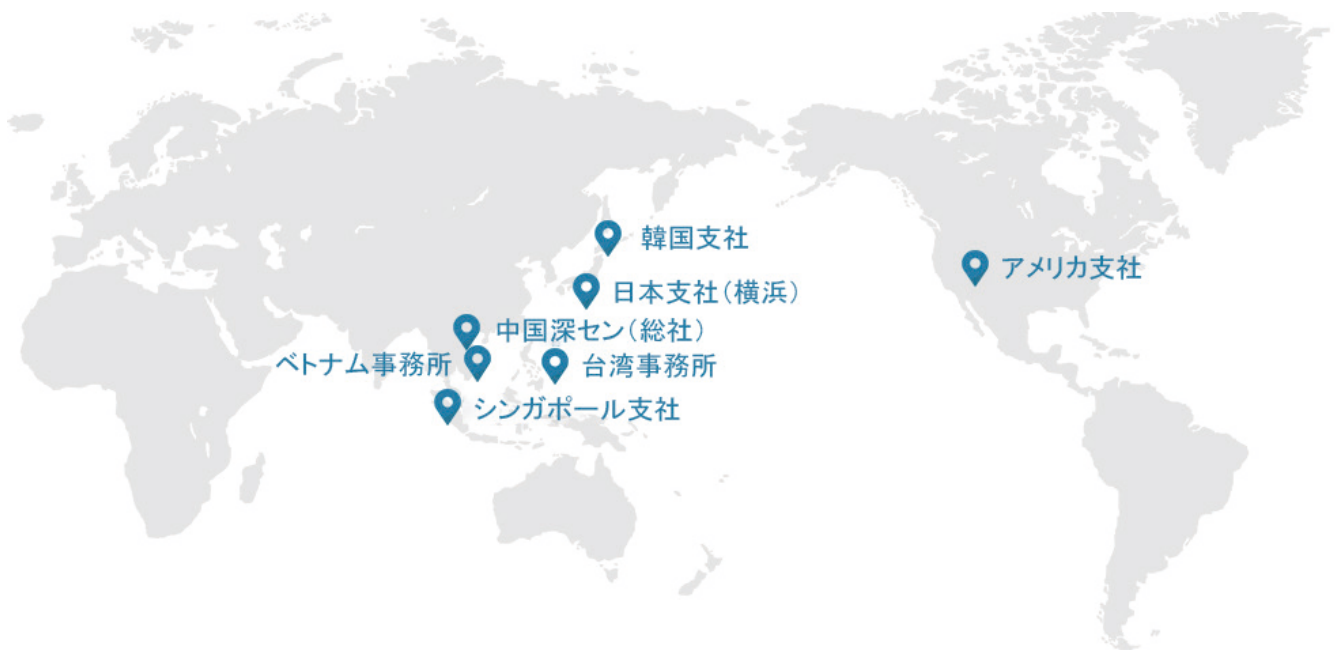 韓国支社
アメリカ支社
日本支社（横浜）
中国深セン（総社）
ベトナム事務所
台湾事務所
シンガポール支社